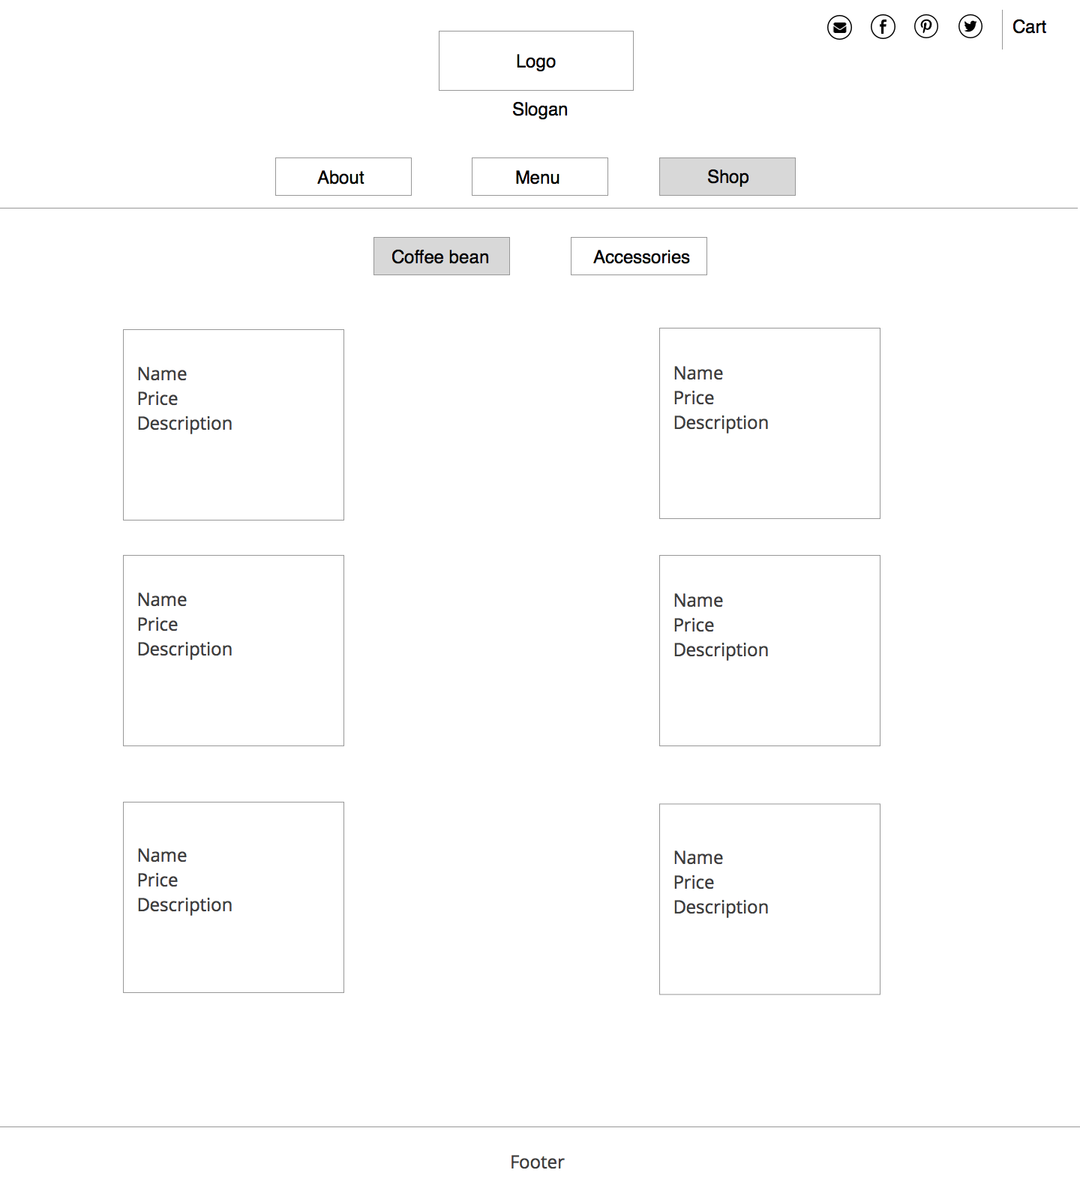 Cart
Logo
Slogan
About
Menu
Shop
Coffee bean
Accessories
Name
Price
Description
Name
Price
Description
Name
Price
Description
Name
Price
Description
Name
Price
Description
Name
Price
Description
Footer